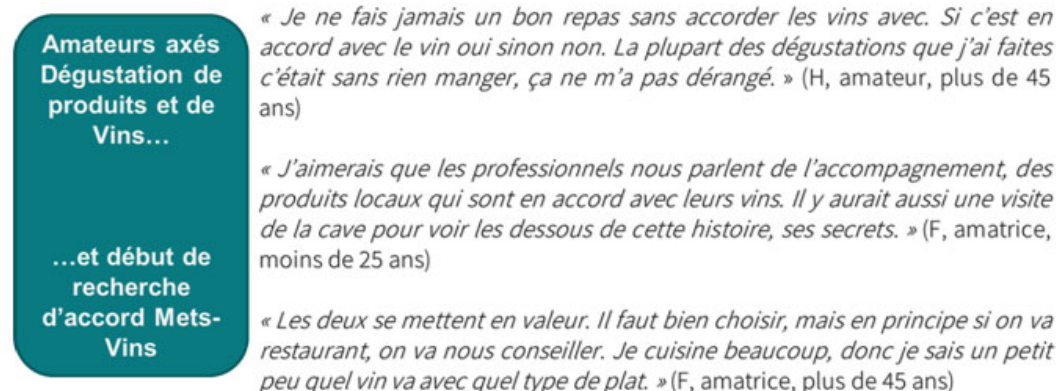 Amateurs axés
Dégustation de
produits et de
Vins…
…et début de
recherche
d'accord Mets-
Vins
« Je ne fais jamais un bon repas sans accorder les vins avec. Si c'est en
accord avec le vin oui sinon non. La plupart des dégustations que j'ai faites
c'était sans rien manger, ça ne m'a pas dérangé. » (H, amateur, plus de 45
ans)
« J'aimerais que les professionnels nous parlent de l'accompagnement, des
produits locaux qui sont en accord avec leurs vins. Il y aurait aussi une visite
de la cave pour voir les dessous de cette histoire, ses secrets. » (F, amatrice,
moins de 25 ans)
« Les deux se mettent en valeur. Il faut bien choisir, mais en principe si on va
restaurant, on va nous conseiller. Je cuisine beaucoup, donc je sais un petit
peu quel vin va avec quel type de plat. » (F, amatrice, plus de 45 ans)